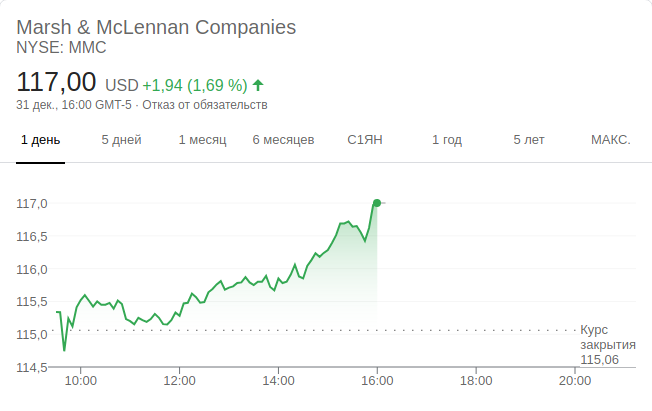 Marsh & McLennan Companies
NYSE: MMC
117,00 USD +1,94 (1,69 %)
31 дек., 16:00 GMT-5 · Отказ от обязательств
1 день 5 дней 1 месяц 6 месяцев С1ЯН 1 год 5 лет МАКС.
117,0
116,5
116,0
115,5
115,0
114,5
Курс
закрытия
115,06
10:00 12:00 14:00 16:00 18:00 20:00